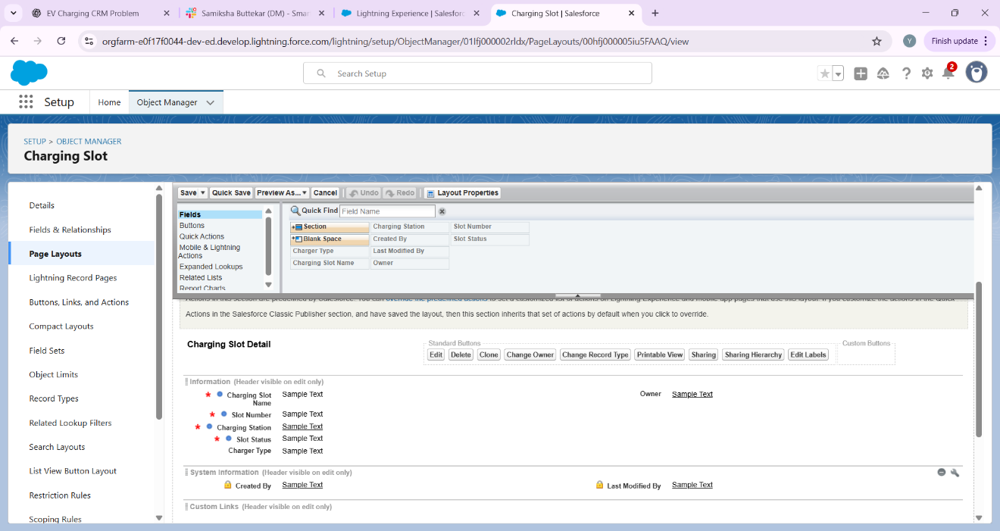 EV Charging CRM Problem
Samiksha Buttekar (DM) - Smar
Lightning Experience | Salesforc
Charging Slot | Salesforce
orgfarm-e0f17f0044-dev-ed.develop.lightning.force.com/lightning/setup/ObjectManager/01Ifj000002rIdx/PageLayouts/00hfj000005iu5FAAQ/view
Y
Finish update
Search Setup
2
Setup
Home
Object Manager
SETUP > OBJECT MANAGER
Charging Slot
Details
Fields & Relationships
Page Layouts
Lightning Record Pages
Buttons, Links, and Actions
Compact Layouts
Field Sets
Object Limits
Record Types
Related Lookup Filters
Search Layouts
List View Button Layout
Restriction Rules
Scoping Rules
Save Quick Save Preview As... Cancel Undo Redo Layout Properties
Fields
Buttons
Quick Actions
Mobile & Lightning
Actions
Expanded Lookups
Related Lists
Report Charts
Quick Find Field Name
Section Charging Station Slot Number
Blank Space Created By Slot Status
Charger Type Last Modified By
Charging Slot Name Owner
Actions in this section are predefined by Salesforce. You can override the predefined actions to set a customized list of actions on Lightning Experience and mobile app pages that use this layout. If you customize the actions in the Quick
Actions in the Salesforce Classic Publisher section, and have saved the layout, then this section inherits that set of actions by default when you click to override.
Charging Slot Detail
Standard Buttons
Edit Delete Clone Change Owner Change Record Type Printable View Sharing Sharing Hierarchy Edit Labels
Custom Buttons
Information (Header visible on edit only)
* Charging Slot Name Sample Text
Owner Sample Text
* Slot Number Sample Text
* Charging Station Sample Text
* Slot Status Sample Text
Charger Type Sample Text
System Information (Header visible on edit only)
Created By Sample Text
Last Modified By Sample Text
Custom Links (Header visible on edit only)